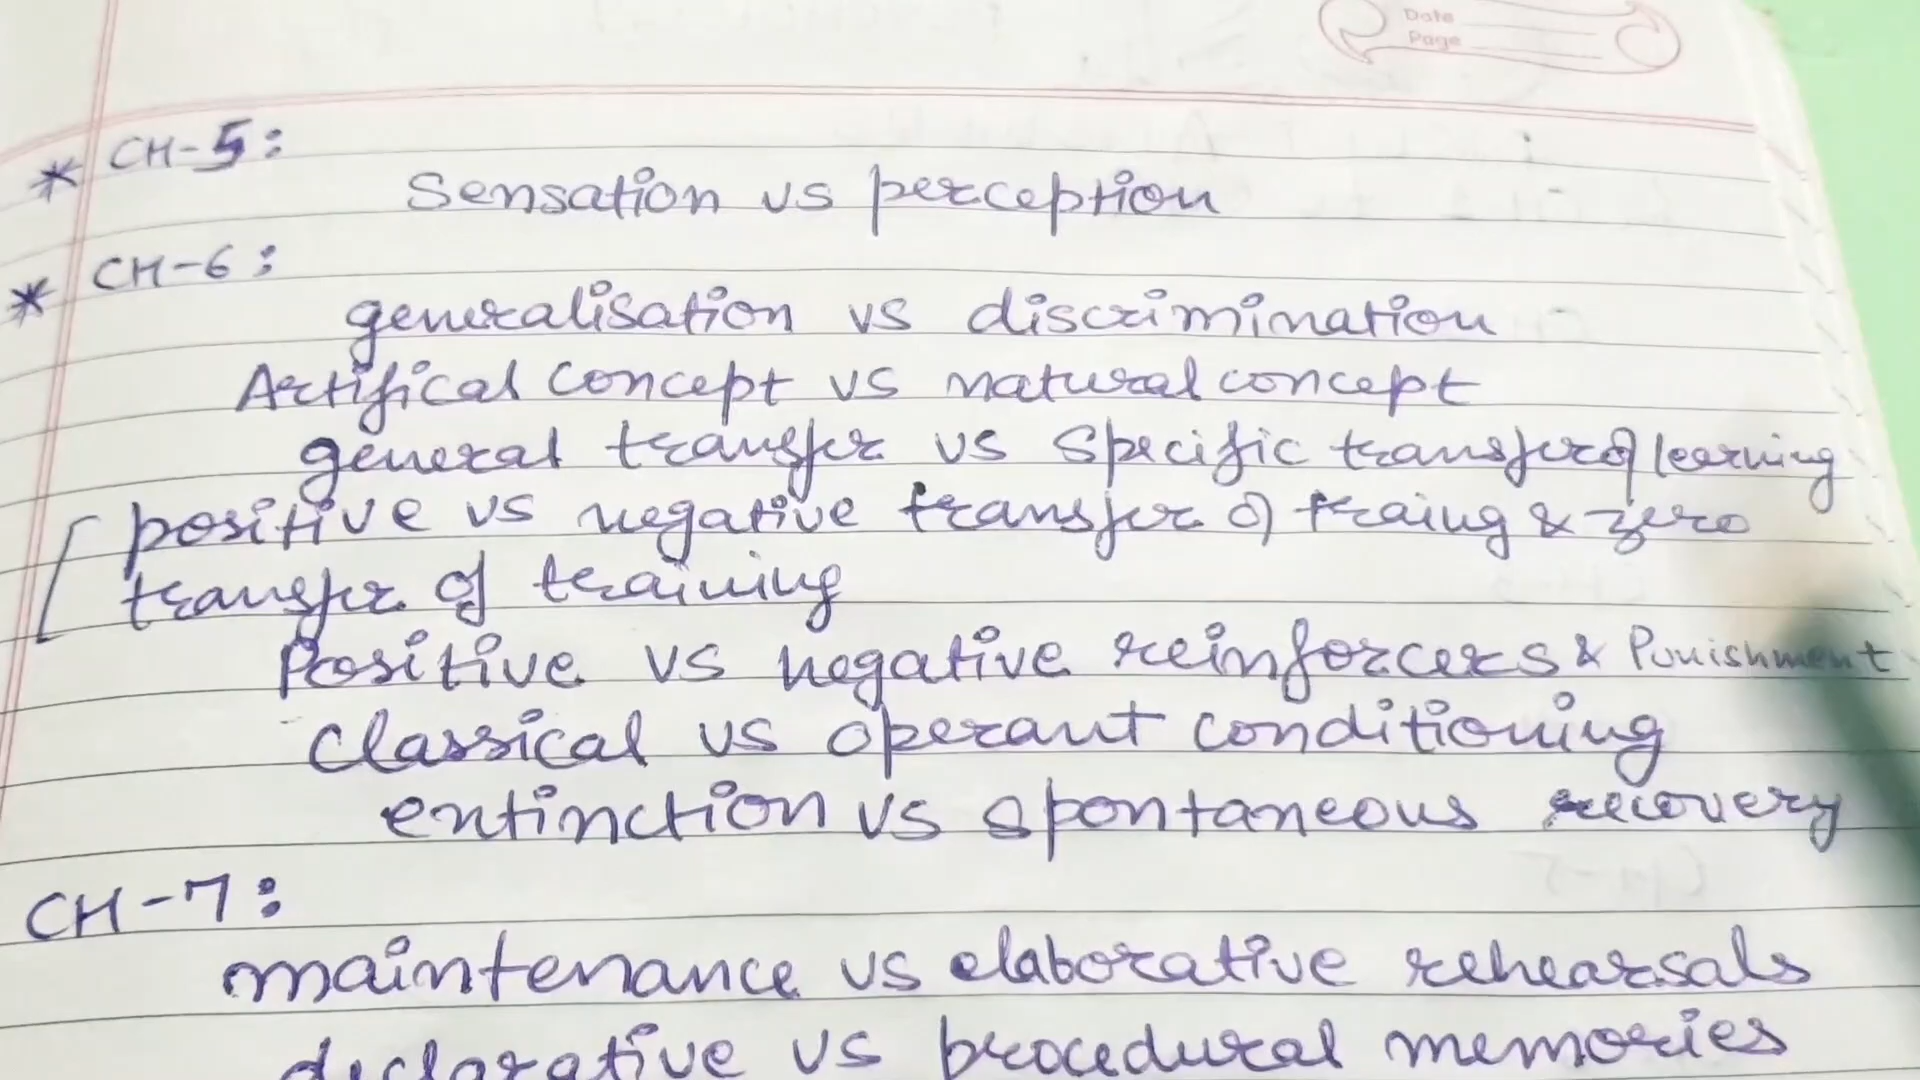 Date
Page
* CH-5:
Sensation vs perception
* CH-6:
generalisation vs discrimination
Artifical concept vs natural concept
general transfer vs specific transfer of learning
positive vs negative transfer of traing & zero
transfer of training
Positive vs negative reinforcers & Punishment
Classical vs operant conditioning
extinction vs spontaneous recovery
CH-7:
maintenance vs elaborative rehearsals
declarative vs procedural memories